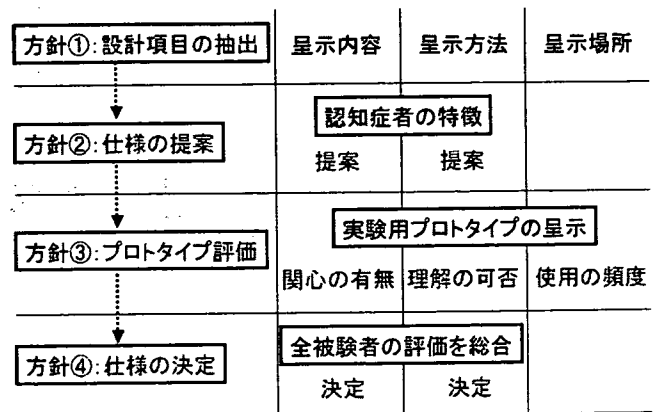 方針①:設計項目の抽出 呈示内容 呈示方法 呈示場所
認知症者の特徴
方針②:仕様の提案 提案 提案
実験用プロトタイプの呈示
方針③:プロトタイプ評価 関心の有無 理解の可否 使用の頻度
全被験者の評価を総合
方針④:仕様の決定 決定 決定